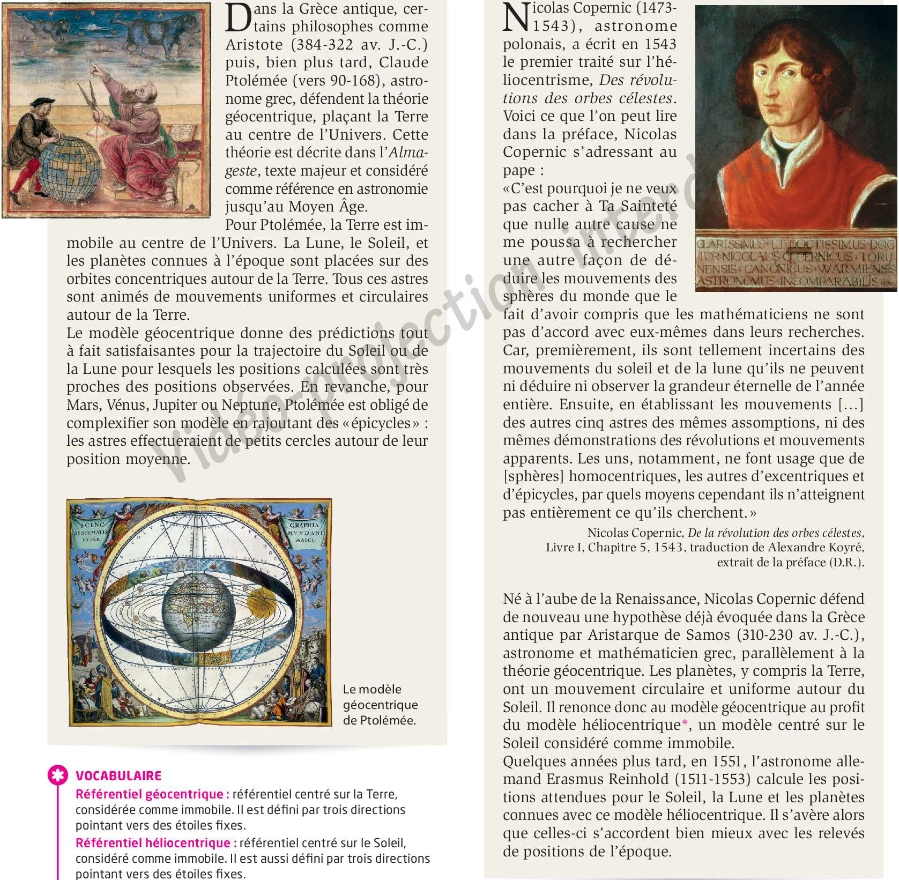 Dans la Grèce antique, cer-
tains philosophes comme
Aristote (384-322 av. J.-C.)
puis, bien plus tard, Claude
Ptolémée (vers 90-168), astro-
nome grec, défendent la théorie
géocentrique, plaçant la Terre
au centre de l'Univers. Cette
théorie est décrite dans l'Alma-
geste, texte majeur et considéré
comme référence en astronomie
jusqu'au Moyen Âge.
Pour Ptolémée, la Terre est im-
mobile au centre de l'Univers. La Lune, le Soleil, et
les planètes connues à l'époque sont placées sur des
orbites concentriques autour de la Terre. Tous ces astres
sont animés de mouvements uniformes et circulaires
autour de la Terre.
Le modèle géocentrique donne des prédictions tout
à fait satisfaisantes pour la trajectoire du Soleil ou de
la Lune pour lesquels les positions calculées sont très
proches des positions observées. En revanche, pour
Mars, Vénus, Jupiter ou Neptune, Ptolémée est obligé de
complexifier son modèle en rajoutant des «épicycles» :
les astres effectueraient de petits cercles autour de leur
position moyenne.
SCENO
SYSTEMATIS
GRAPHIA
MUNDANI
Le modèle
géocentrique
de Ptolémée.
VOCABULAIRE
Référentiel géocentrique : référentiel centré sur la Terre,
considérée comme immobile. Il est défini par trois directions
pointant vers des étoiles fixes.
Référentiel héliocentrique : référentiel centré sur le Soleil,
considéré comme immobile. Il est aussi défini par trois directions
pointant vers des étoiles fixes.
Nicolas Copernic (1473-
1543), astronome
polonais, a écrit en 1543
le premier traité sur l'hé-
liocentrisme, Des révolu-
tions des orbes célestes.
Voici ce que l'on peut lire
dans la préface, Nicolas
Copernic s'adressant au
pape :
«C'est pourquoi je ne veux
pas cacher à Ta Sainteté
que nulle autre cause ne
me poussa à rechercher
une autre façon de dé-
duire les mouvements des
sphères du monde que le
fait d'avoir compris que les mathématiciens ne sont
pas d'accord avec eux-mêmes dans leurs recherches.
Car, premièrement, ils sont tellement incertains des
mouvements du soleil et de la lune qu'ils ne peuvent
ni déduire ni observer la grandeur éternelle de l'année
entière. Ensuite, en établissant les mouvements […]
des autres cinq astres des mêmes assomptions, ni des
mêmes démonstrations des révolutions et mouvements
apparents. Les uns, notamment, ne font usage que de
[sphères] homocentriques, les autres d'excentriques et
d'épicycles, par quels moyens cependant ils n'atteignent
pas entièrement ce qu'ils cherchent.»
Nicolas Copernic, De la révolution des orbes célestes,
Livre I, Chapitre 5, 1543, traduction de Alexandre Koyré,
extrait de la préface (D.R.).
CLARISSIMUS ET DOCTISSIMUS DOC
TOR NICOLAUS COPERNICUS TORU
NENSIS CANONICUS WARMIENSIS
ASTRONOMUS INCOMPARABILIS
Né à l'aube de la Renaissance, Nicolas Copernic défend
de nouveau une hypothèse déjà évoquée dans la Grèce
antique par Aristarque de Samos (310-230 av. J.-C.),
astronome et mathématicien grec, parallèlement à la
théorie géocentrique. Les planètes, y compris la Terre,
ont un mouvement circulaire et uniforme autour du
Soleil. Il renonce donc au modèle géocentrique au profit
du modèle héliocentrique*, un modèle centré sur le
Soleil considéré comme immobile.
Quelques années plus tard, en 1551, l'astronome alle-
mand Erasmus Reinhold (1511-1553) calcule les posi-
tions attendues pour le Soleil, la Lune et les planètes
connues avec ce modèle héliocentrique. Il s'avère alors
que celles-ci s'accordent bien mieux avec les relevés
de positions de l'époque.
Vidéo-projection interd